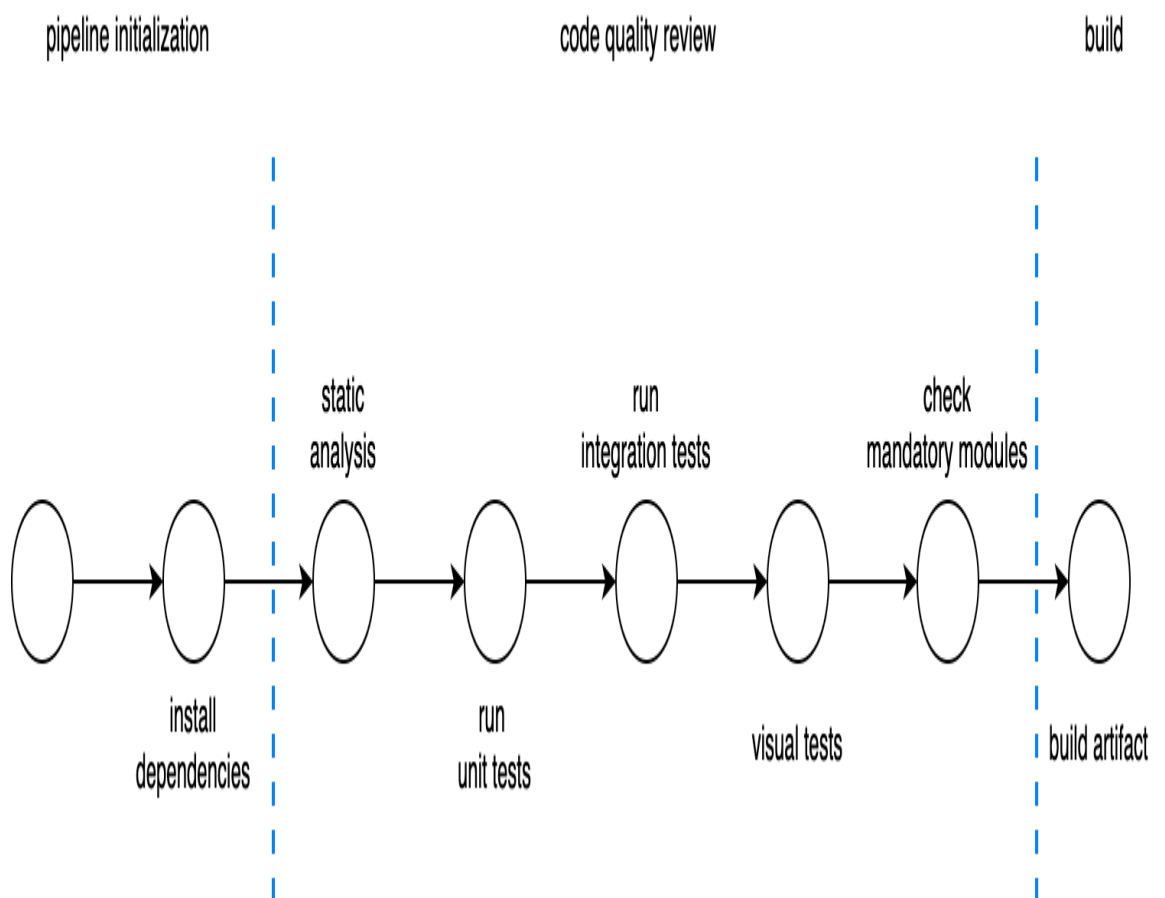 pipeline initialization
code quality review
build
static
analysis
run
integration tests
check
mandatory modules
install
dependencies
run
unit tests
visual tests
build artifact